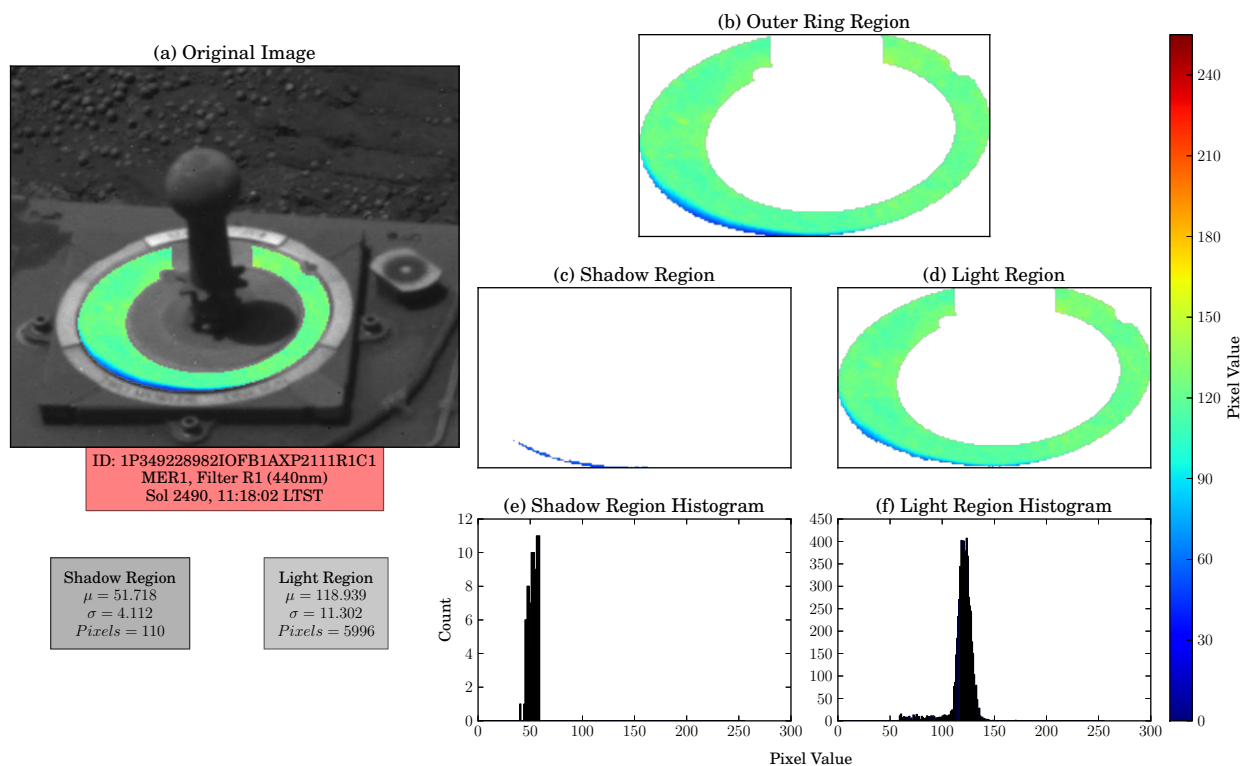 (a) Original Image
ID: 1P349228982IOFB1AXP2111R1C1
MER1, Filter R1 (440nm)
Sol 2490, 11:18:02 LTST
Shadow Region
μ = 51.718
σ = 4.112
Pixels = 110
Light Region
μ = 118.939
σ = 11.302
Pixels = 5996
(b) Outer Ring Region
(c) Shadow Region
(d) Light Region
(e) Shadow Region Histogram
12
10
8
6
4
2
0
Count
0 50 100 150 200 250 300
(f) Light Region Histogram
450
400
350
300
250
200
150
100
50
0
0 50 100 150 200 250 300
Pixel Value
240
210
180
150
120
90
60
30
0
Pixel Value